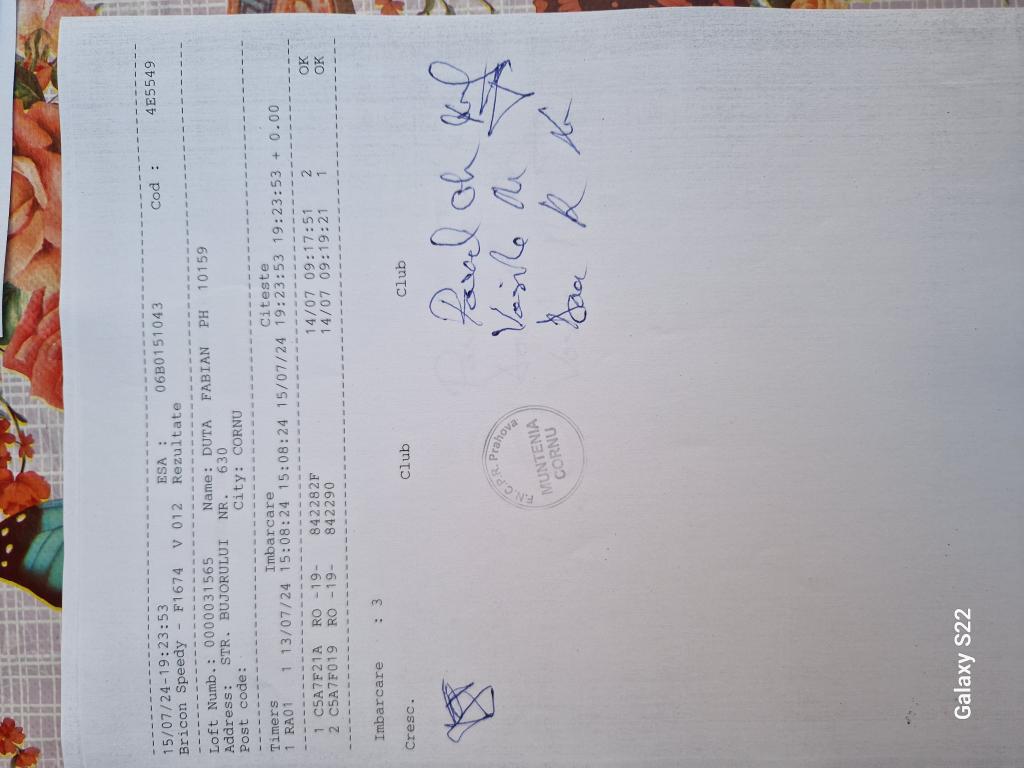 15/07/24-19:23:53 ESA : 06B0151043 Cod : 4E5549
Bricon Speedy - F1674 V 012 Rezultate
Loft Numb.: 0000031565 Name: DUTA FABIAN PH 10159
Address: STR. BUJORULUI NR. 630
Post code: City: CORNU
Timers Imbarcare Citeste
1 RA01 1 13/07/24 15:08:24 15:08:24 15/07/24 19:23:53 19:23:53 + 0.00
1 C5A7F21A RO -19- 842282F 14/07 09:17:51 2 OK
2 C5A7F019 RO -19- 842290 14/07 09:19:21 1 OK
Imbarcare : 3
Cresc. Club Club
Vasile
F.N.C.P.R. Prahova
MUNTENIA
CORNU
Galaxy S22